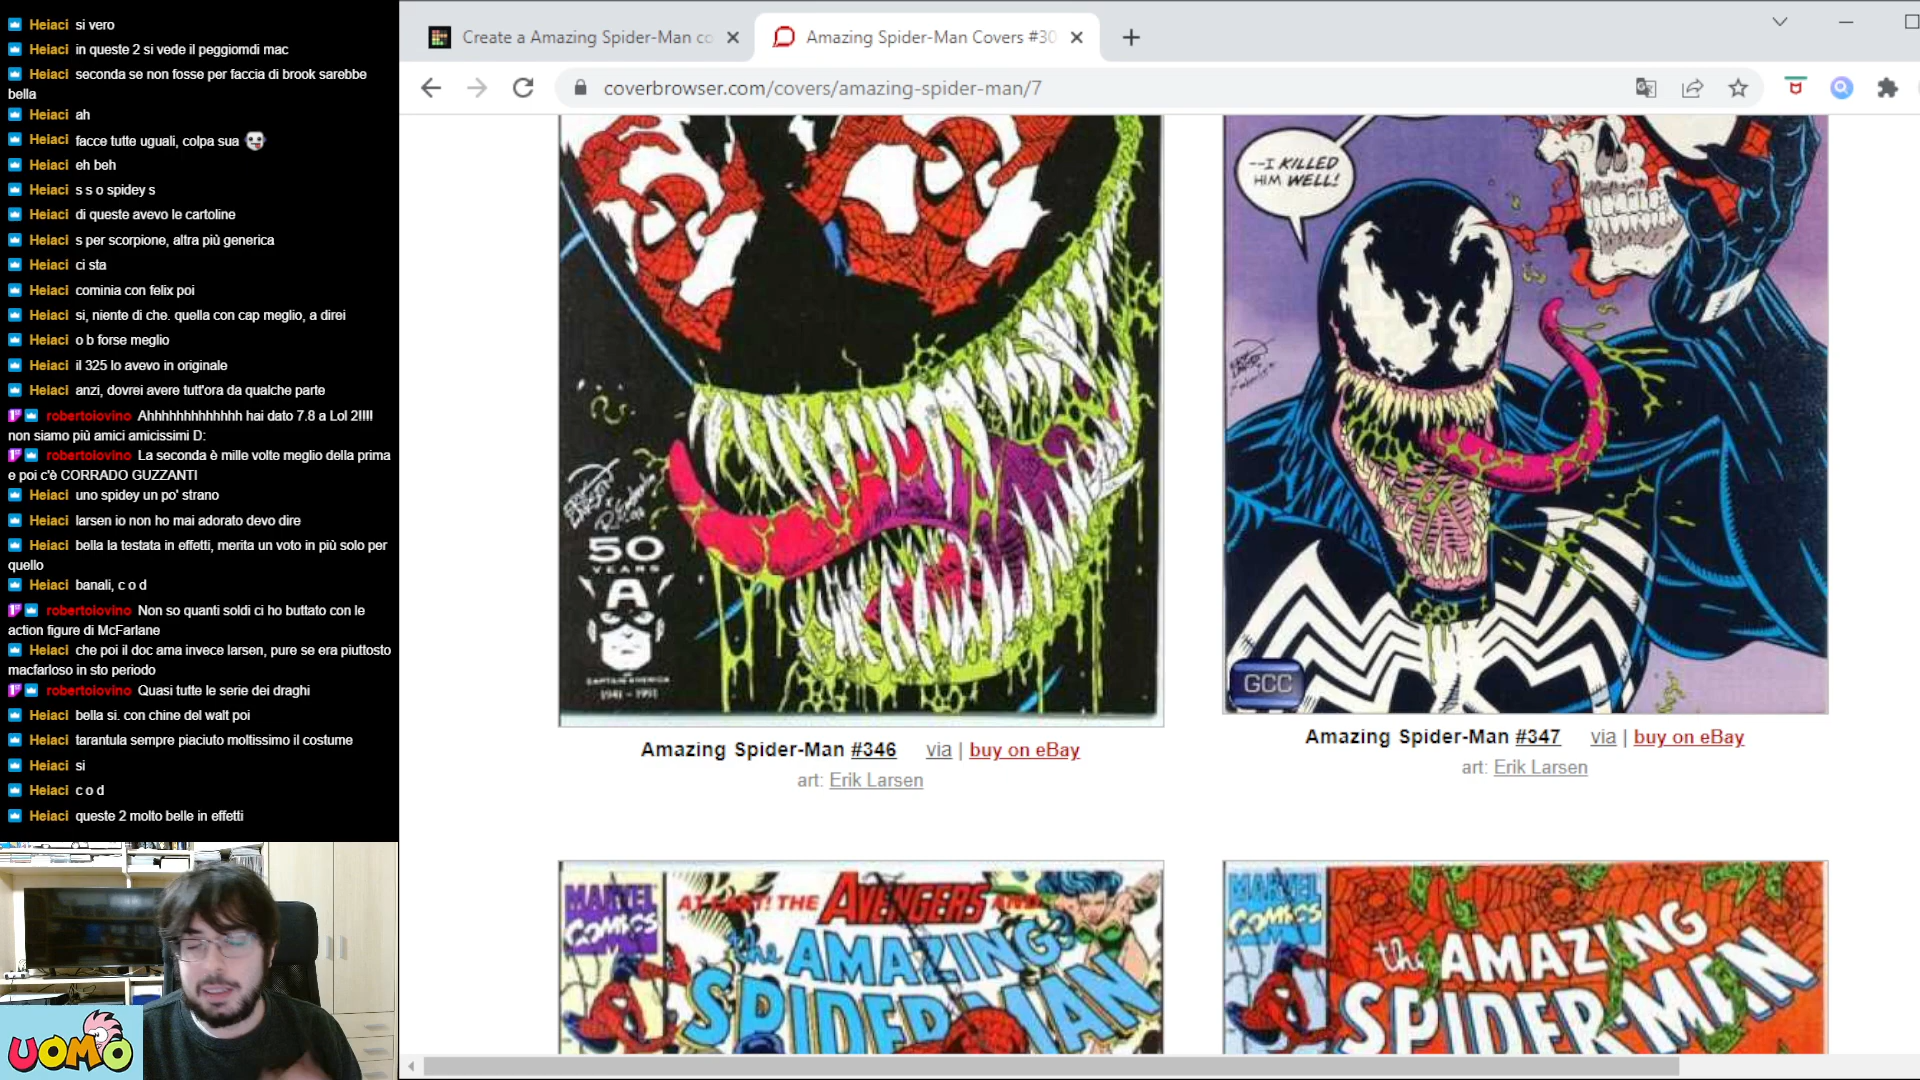 Heiaci si vero
Heiaci in queste 2 si vede il peggiomdi mac
Heiaci seconda se non fosse per faccia di brook sarebbe
bella
Heiaci ah
Heiaci facce tutte uguali, colpa sua
Heiaci eh beh
Heiaci s s o spidey s
Heiaci di queste avevo le cartoline
Heiaci s per scorpione, altra più generica
Heiaci ci sta
Heiaci cominia con felix poi
Heiaci si, niente di che. quella con cap meglio, a direi
Heiaci o b forse meglio
Heiaci il 325 lo avevo in originale
Heiaci anzi, dovrei avere tutt'ora da qualche parte
robertoiovino Ahhhhhhhhhhhhh hai dato 7.8 a Lol 2!!!!
non siamo più amici amicissimi D:
robertoiovino La seconda è mille volte meglio della prima
e poi c'è CORRADO GUZZANTI
Heiaci uno spidey un po' strano
Heiaci larsen io non ho mai adorato devo dire
Heiaci bella la testata in effetti, merita un voto in più solo per
quello
Heiaci banali, c o d
robertoiovino Non so quanti soldi ci ho buttato con le
action figure di McFarlane
Heiaci che poi il doc ama invece larsen, pure se era piuttosto
macfarloso in sto periodo
robertoiovino Quasi tutte le serie dei draghi
Heiaci bella si. con chine del walt poi
Heiaci tarantula sempre piaciuto moltissimo il costume
Heiaci si
Heiaci c o d
Heiaci queste 2 molto belle in effetti
UOMO
Create a Amazing Spider-Man co
Amazing Spider-Man Covers #30
coverbrowser.com/covers/amazing-spider-man/7
--I KILLED
HIM WELL!
50
YEARS
A
CAPTAIN AMERICA
1941 - 1991
GCC
Amazing Spider-Man #346 via | buy on eBay
art: Erik Larsen
Amazing Spider-Man #347 via | buy on eBay
art: Erik Larsen
MARVEL
COMICS
AT LAST! THE AVENGERS AND
the AMAZING
SPIDER-MAN
MARVEL
COMICS
the AMAZING
SPIDER-MAN